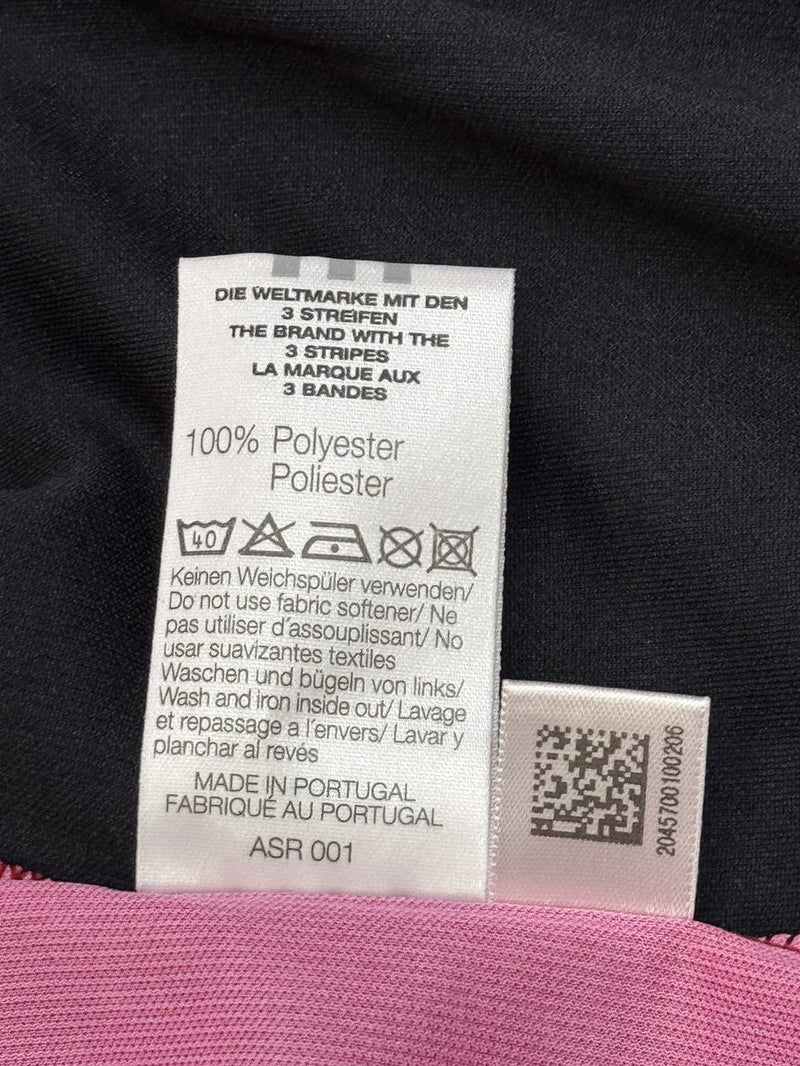 DIE WELTMARKE MIT DEN
3 STREIFEN
THE BRAND WITH THE
3 STRIPES
LA MARQUE AUX
3 BANDES
100% Polyester
Poliester
40
Keinen Weichspüler verwenden/
Do not use fabric softener/ Ne
pas utiliser d'assouplissant/ No
usar suavizantes textiles
Waschen und bügeln von links/
Wash and iron inside out/ Lavage
et repassage a l'envers/ Lavar y
planchar al revés
MADE IN PORTUGAL
FABRIQUÉ AU PORTUGAL
ASR 001
2045700100206